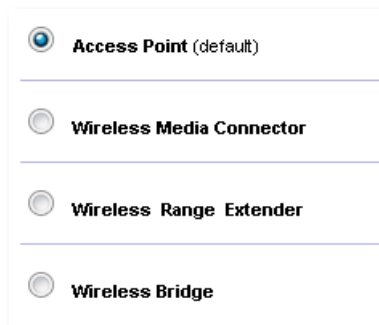 Access Point (default)
Wireless Media Connector
Wireless Range Extender
Wireless Bridge